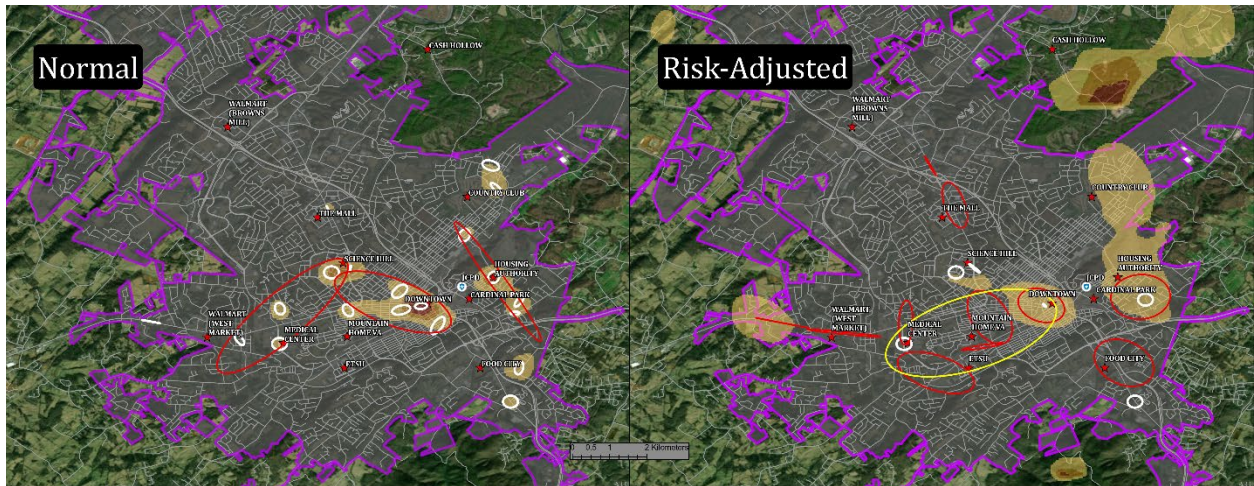 Normal
CASH HOLLOW
WALMART
(BROWNS
MILL)
COUNTRY CLUB
THE MALL
SCIENCE HILL
HOUSING
AUTHORITY
JCPD
CARDINAL PARK
DOWNTOWN
WALMART
(WEST
MARKET)
MEDICAL
CENTER
MOUNTAIN
HOME VA
ETSU
FOOD CITY
0 0.5 1 2 Kilometers
Risk-Adjusted
CASH HOLLOW
WALMART
(BROWNS
MILL)
COUNTRY CLUB
THE MALL
SCIENCE HILL
HOUSING
AUTHORITY
JCPD
CARDINAL PARK
DOWNTOWN
WALMART
(WEST
MARKET)
MEDICAL
CENTER
MOUNTAIN
HOME VA
ETSU
FOOD CITY